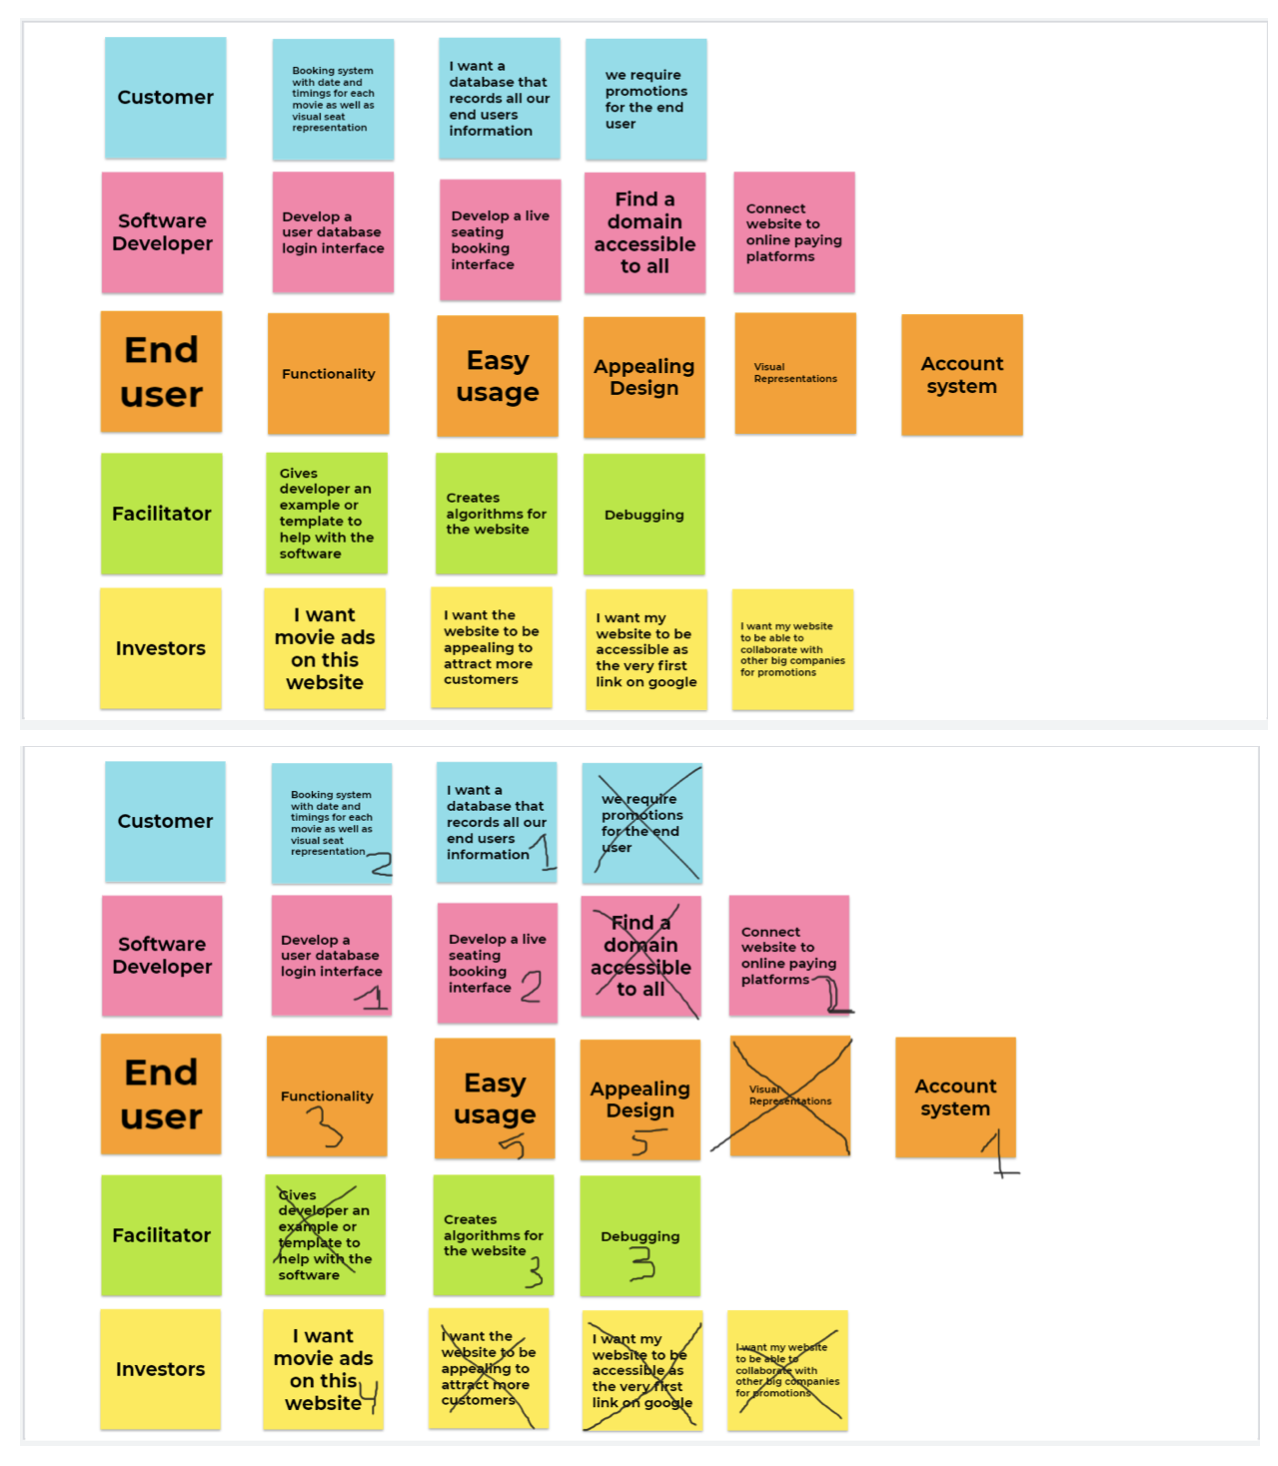 Customer
Booking system
with date and
timings for each
movie as well as
visual seat
representation
I want a
database that
records all our
end users
information
we require
promotions
for the end
user
Software
Developer
Develop a
user database
login interface
Develop a live
seating
booking
interface
Find a
domain
accessible
to all
Connect
website to
online paying
platforms
End
user
Functionality
Easy
usage
Appealing
Design
Visual
Representations
Account
system
Facilitator
Gives
developer an
example or
template to
help with the
software
Creates
algorithms for
the website
Debugging
Investors
I want
movie ads
on this
website
I want the
website to be
appealing to
attract more
customers
I want my
website to be
accessible as
the very first
link on google
I want my website
to be able to
collaborate with
other big companies
for promotions
Customer
Booking system
with date and
timings for each
movie as well as
visual seat
representation
2
I want a
database that
records all our
end users
information
1
we require
promotions
for the end
user
Software
Developer
Develop a
user database
login interface
1
Develop a live
seating
booking
interface
2
Find a
domain
accessible
to all
Connect
website to
online paying
platforms
End
user
Functionality
3
Easy
usage
5
Appealing
Design
5
Visual
Representations
Account
system
1
Facilitator
Gives
developer an
example or
template to
help with the
software
Creates
algorithms for
the website
3
Debugging
3
Investors
I want
movie ads
on this
website
4
I want the
website to be
appealing to
attract more
customers
I want my
website to be
accessible as
the very first
link on google
I want my website
to be able to
collaborate with
other big companies
for promotions